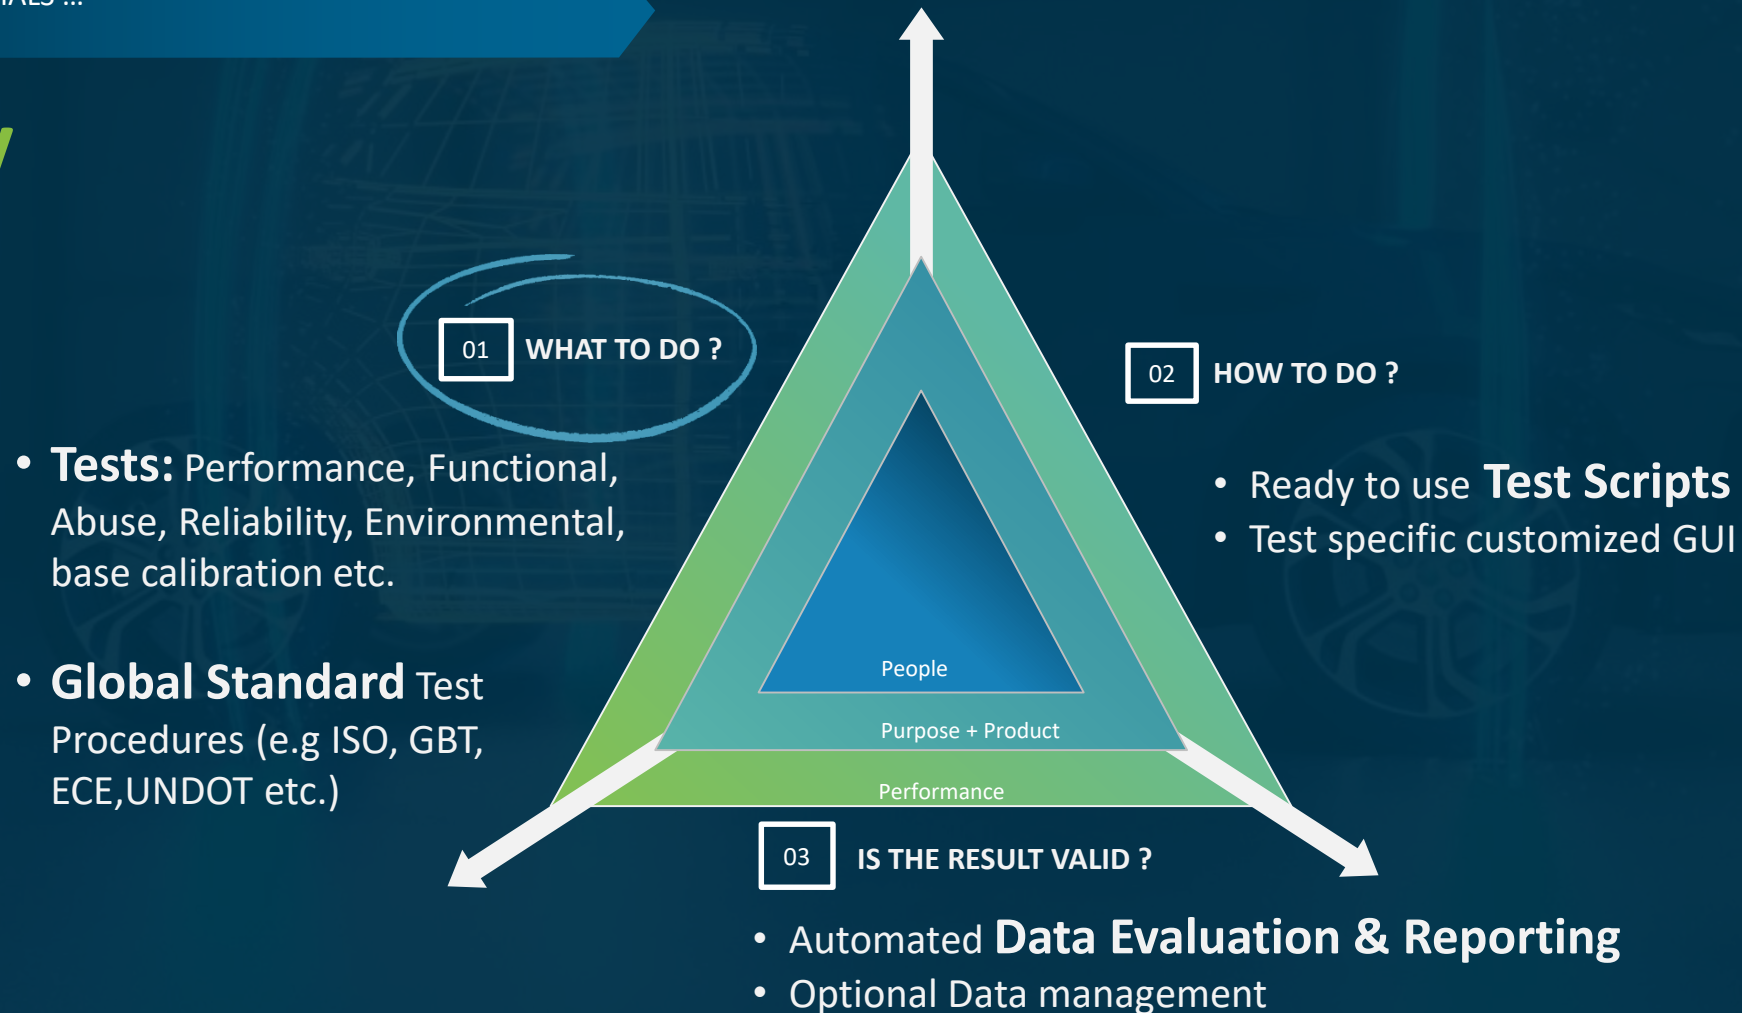 01 WHAT TO DO ?
• Tests: Performance, Functional,
Abuse, Reliability, Environmental,
base calibration etc.
• Global Standard Test
Procedures (e.g ISO, GBT,
ECE,UNDOT etc.)
02 HOW TO DO ?
• Ready to use Test Scripts
• Test specific customized GUI
People
Purpose + Product
Performance
03 IS THE RESULT VALID ?
• Automated Data Evaluation & Reporting
• Optional Data management